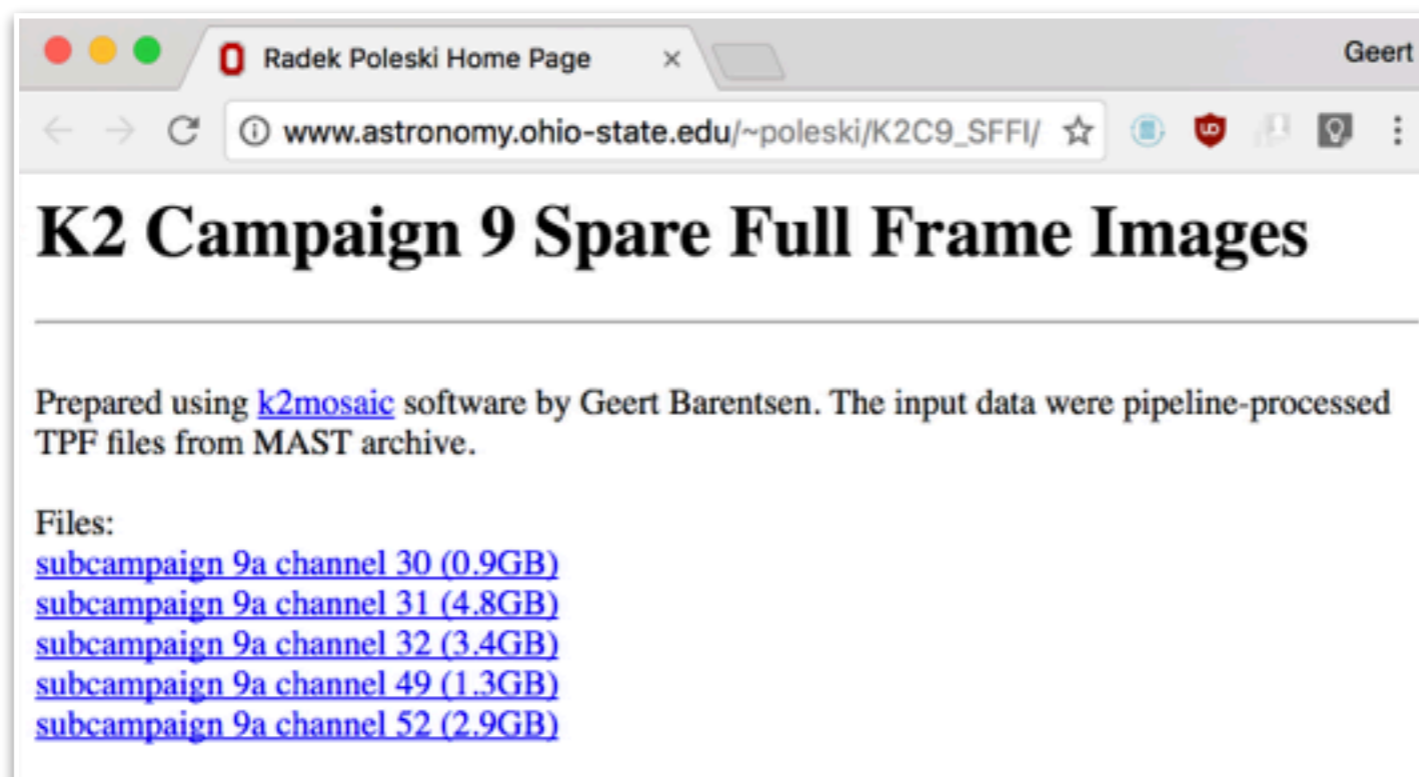 Radek Poleski Home Page
Geert
www.astronomy.ohio-state.edu/~poleski/K2C9_SFFI/
K2 Campaign 9 Spare Full Frame Images
Prepared using k2mosaic software by Geert Barentsen. The input data were pipeline-processed
TPF files from MAST archive.
Files:
subcampaign 9a channel 30 (0.9GB)
subcampaign 9a channel 31 (4.8GB)
subcampaign 9a channel 32 (3.4GB)
subcampaign 9a channel 49 (1.3GB)
subcampaign 9a channel 52 (2.9GB)